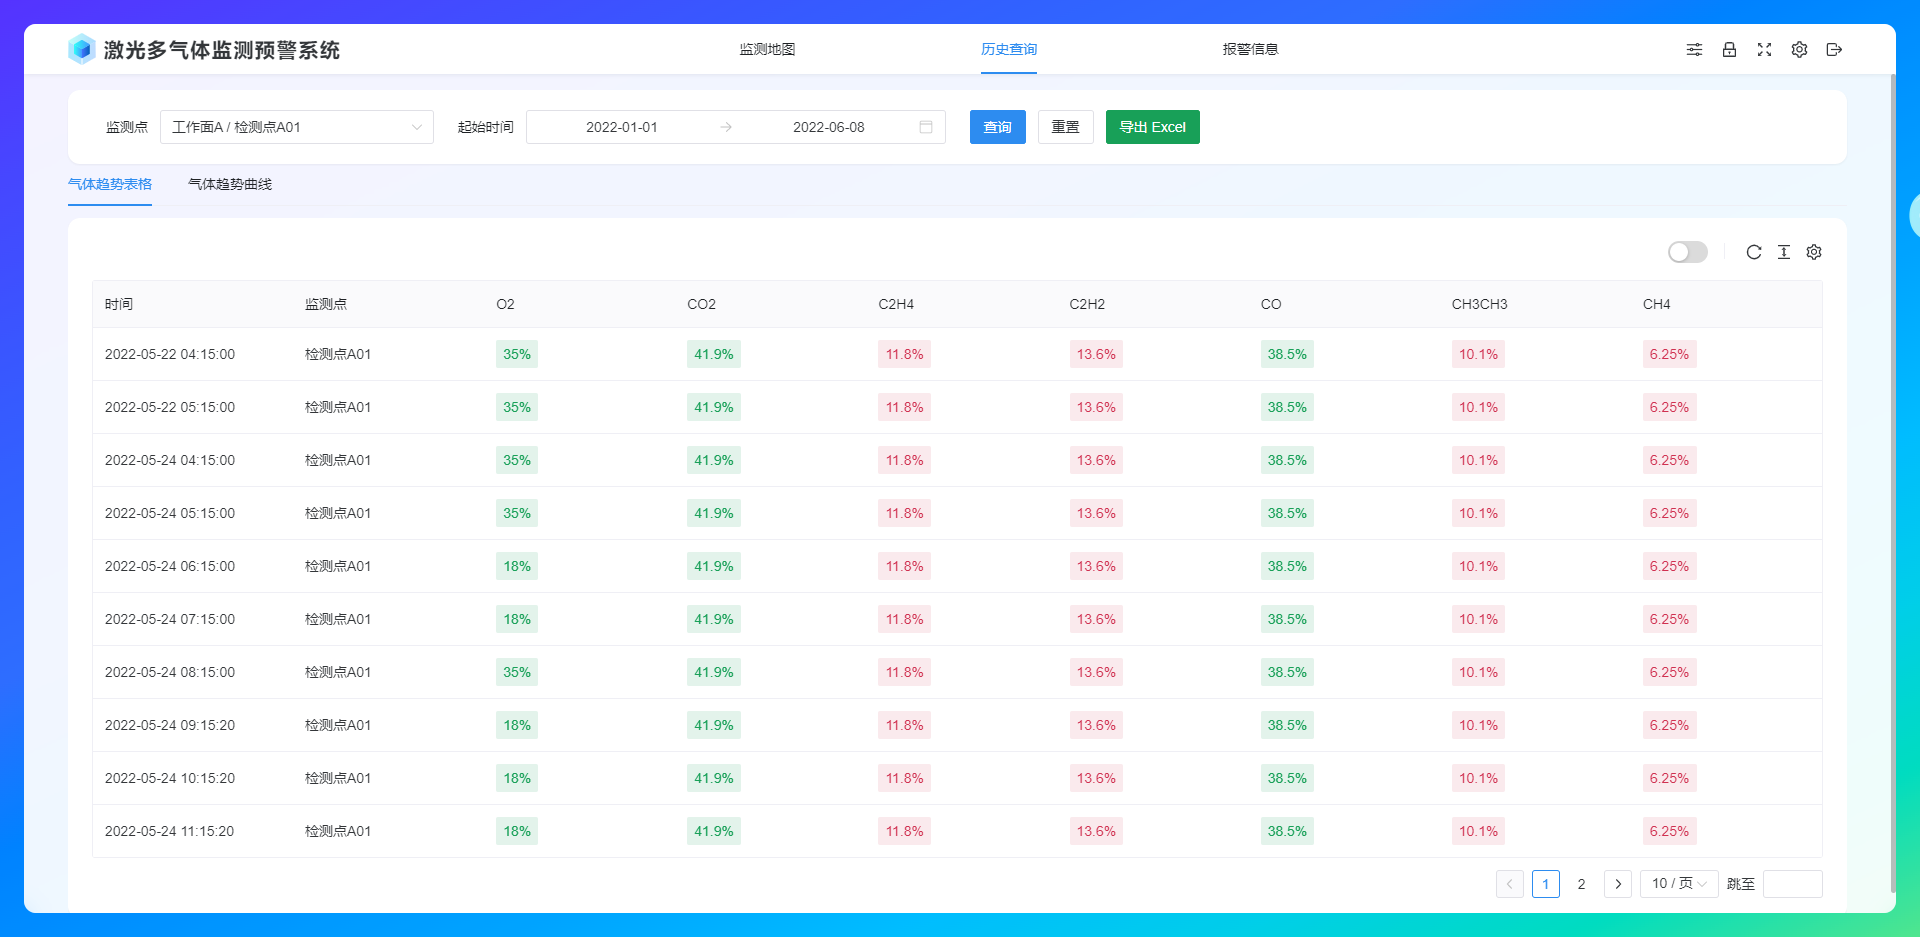 激光多气体监测预警系统 监测地图 历史查询 报警信息
监测点 工作面A / 检测点A01 起始时间 2022-01-01 2022-06-08 查询 重置 导出 Excel
气体趋势表格 气体趋势曲线
时间 监测点 O2 CO2 C2H4 C2H2 CO CH3CH3 CH4
2022-05-22 04:15:00 检测点A01 35% 41.9% 11.8% 13.6% 38.5% 10.1% 6.25%
2022-05-22 05:15:00 检测点A01 35% 41.9% 11.8% 13.6% 38.5% 10.1% 6.25%
2022-05-24 04:15:00 检测点A01 35% 41.9% 11.8% 13.6% 38.5% 10.1% 6.25%
2022-05-24 05:15:00 检测点A01 35% 41.9% 11.8% 13.6% 38.5% 10.1% 6.25%
2022-05-24 06:15:00 检测点A01 18% 41.9% 11.8% 13.6% 38.5% 10.1% 6.25%
2022-05-24 07:15:00 检测点A01 18% 41.9% 11.8% 13.6% 38.5% 10.1% 6.25%
2022-05-24 08:15:00 检测点A01 35% 41.9% 11.8% 13.6% 38.5% 10.1% 6.25%
2022-05-24 09:15:20 检测点A01 18% 41.9% 11.8% 13.6% 38.5% 10.1% 6.25%
2022-05-24 10:15:20 检测点A01 18% 41.9% 11.8% 13.6% 38.5% 10.1% 6.25%
2022-05-24 11:15:20 检测点A01 18% 41.9% 11.8% 13.6% 38.5% 10.1% 6.25%
1 2 10 / 页 跳至